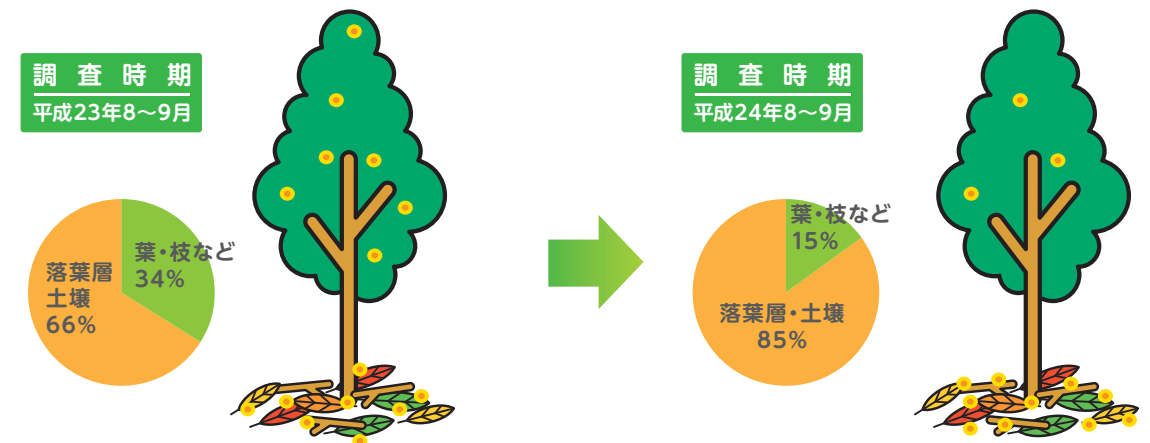 調査時期
平成23年8〜9月
葉・枝など
34%
落葉層
土壌
66%
調査時期
平成24年8〜9月
葉・枝など
15%
落葉層・土壌
85%